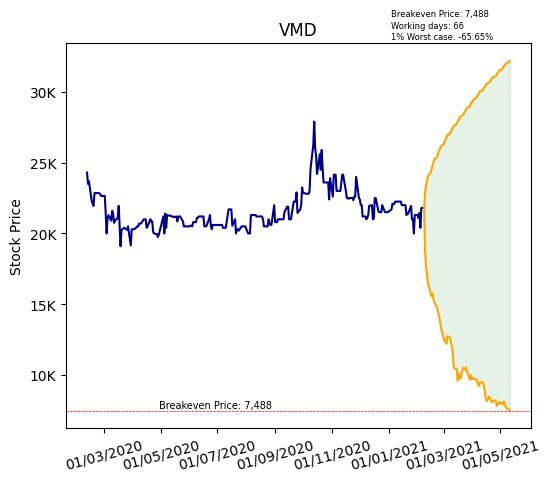 Breakeven Price: 7,488
Working days: 66
1% Worst case: -65.65%
VMD
Stock Price
30K
25K
20K
15K
10K
Breakeven Price: 7,488
01/03/2020 01/05/2020 01/07/2020 01/09/2020 01/11/2020 01/01/2021 01/03/2021 01/05/2021